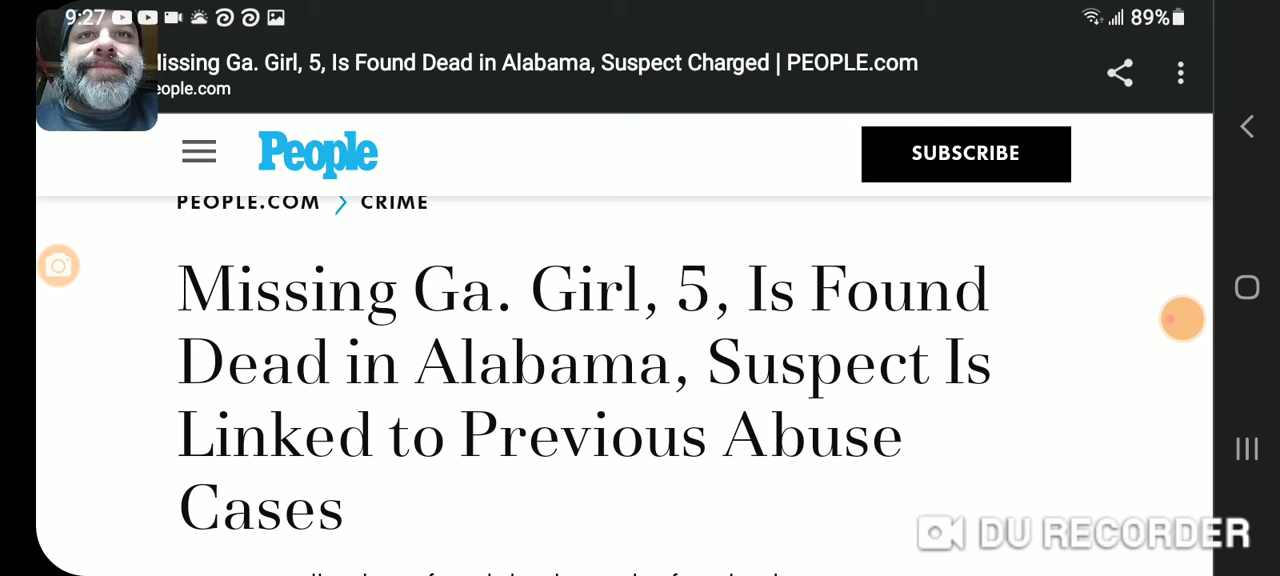 9:27 89%
issing Ga. Girl, 5, Is Found Dead in Alabama, Suspect Charged | PEOPLE.com
eople.com
People SUBSCRIBE
PEOPLE.COM > CRIME
Missing Ga. Girl, 5, Is Found
Dead in Alabama, Suspect Is
Linked to Previous Abuse
Cases
DU RECORDER